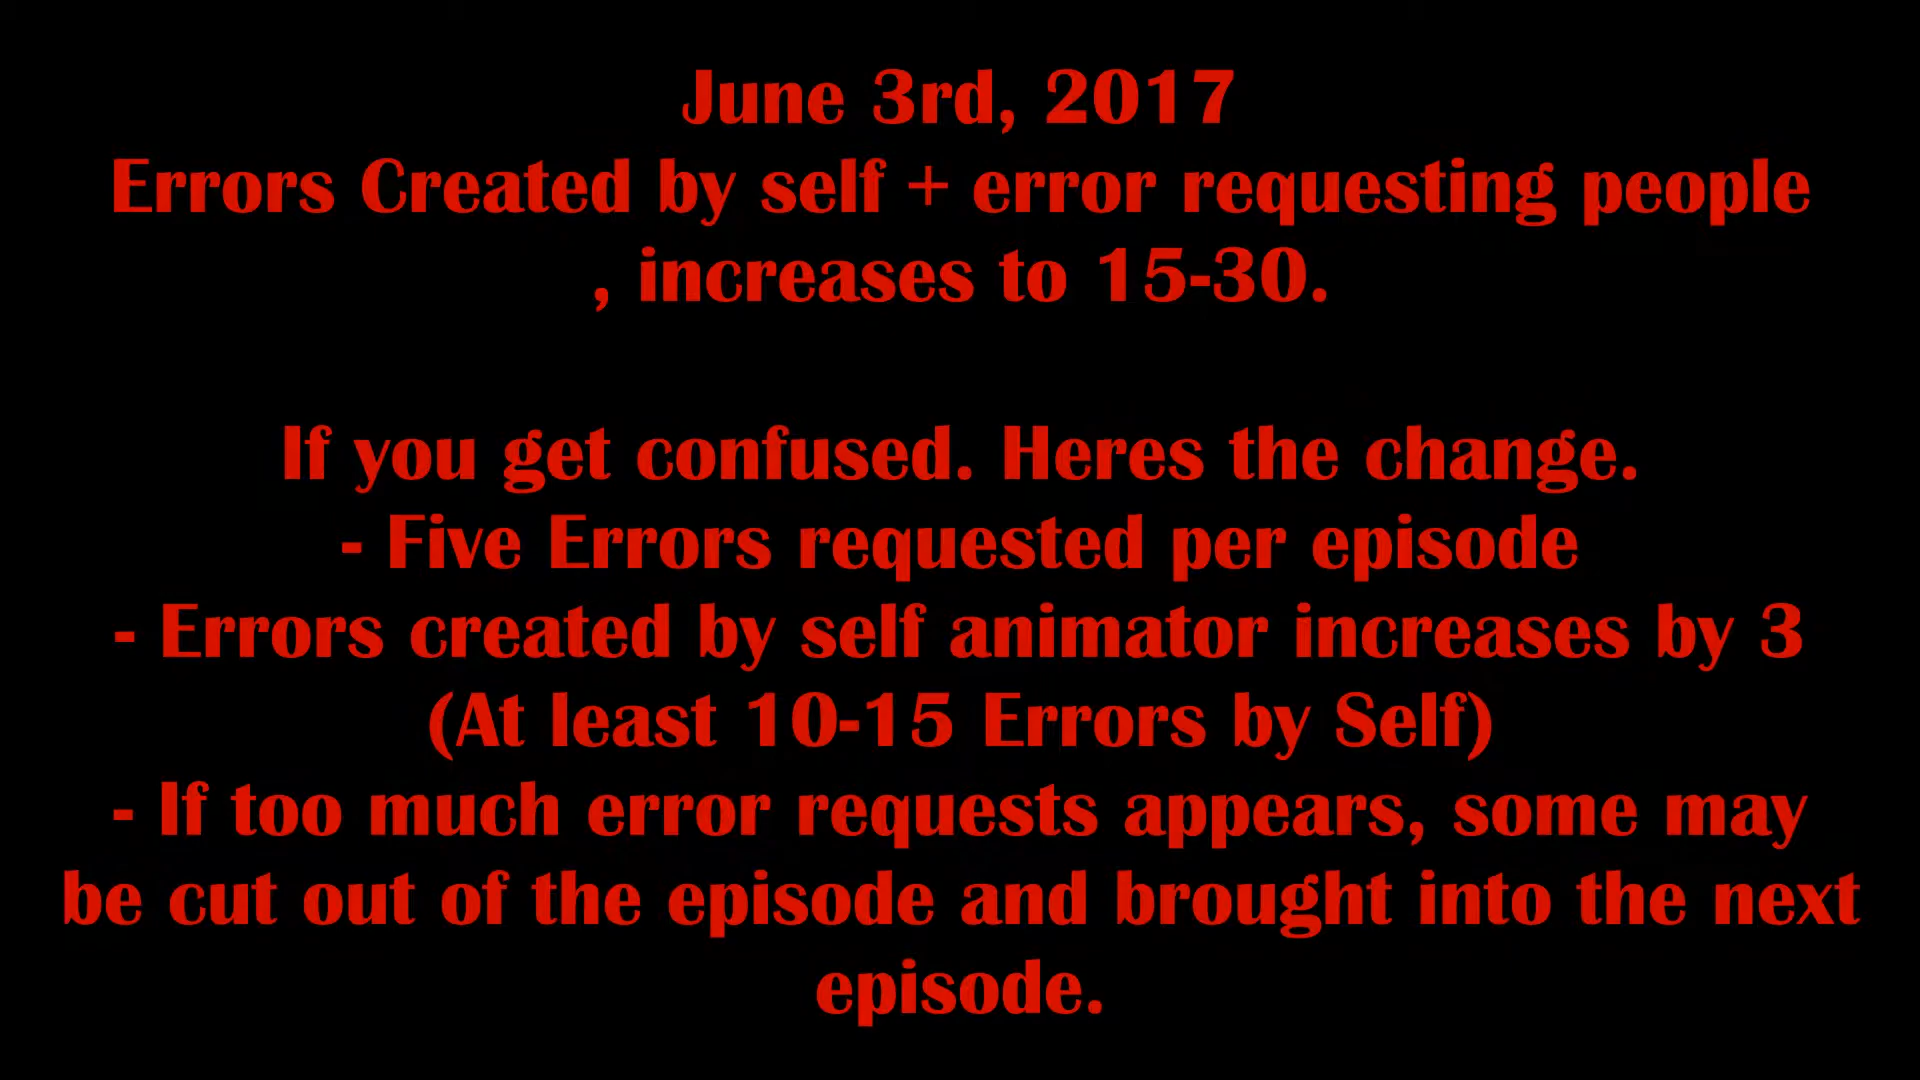 June 3rd, 2017
Errors Created by self + error requesting people
, increases to 15-30.
If you get confused. Heres the change.
- Five Errors requested per episode
- Errors created by self animator increases by 3
(At least 10-15 Errors by Self)
- If too much error requests appears, some may
be cut out of the episode and brought into the next
episode.